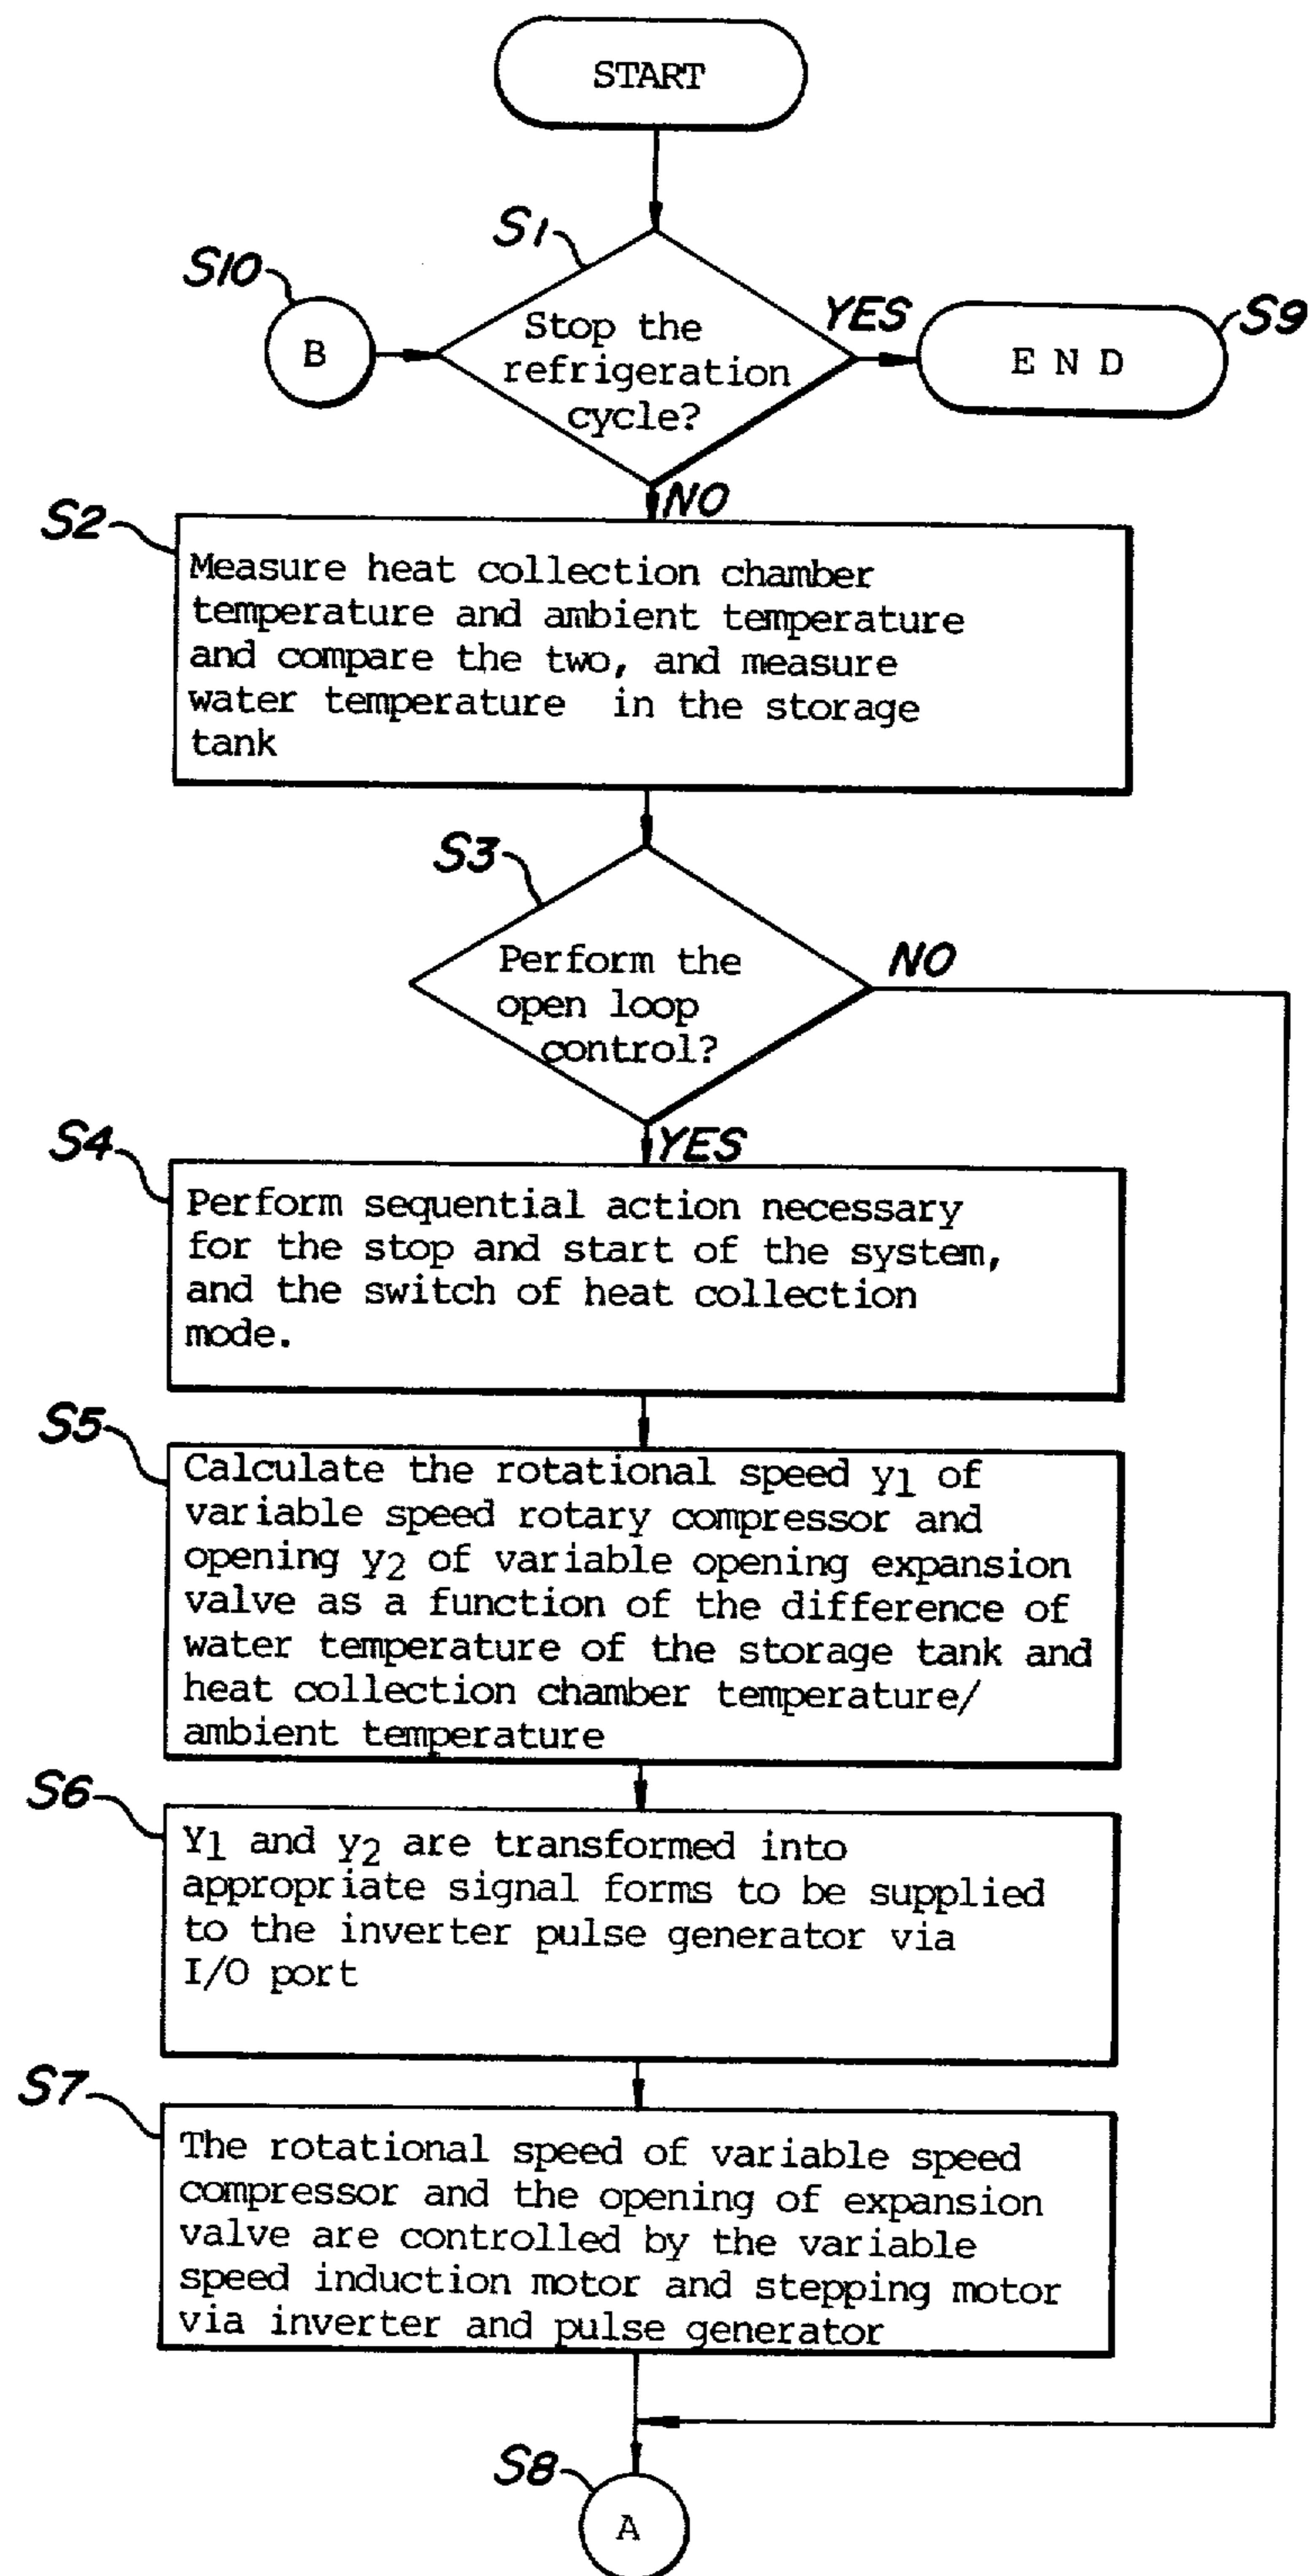 START
S1
S10
B
Stop the
refrigeration
cycle?
YES
END
S9
NO
S2
Measure heat collection chamber
temperature and ambient temperature
and compare the two, and measure
water temperature in the storage
tank
S3
Perform the
open loop
control?
NO
YES
S4
Perform sequential action necessary
for the stop and start of the system,
and the switch of heat collection
mode.
S5
Calculate the rotational speed y1 of
variable speed rotary compressor and
opening y2 of variable opening expansion
valve as a function of the difference of
water temperature of the storage tank and
heat collection chamber temperature/
ambient temperature
S6
Y1 and y2 are transformed into
appropriate signal forms to be supplied
to the inverter pulse generator via
I/O port
S7
The rotational speed of variable speed
compressor and the opening of expansion
valve are controlled by the variable
speed induction motor and stepping motor
via inverter and pulse generator
S8
A